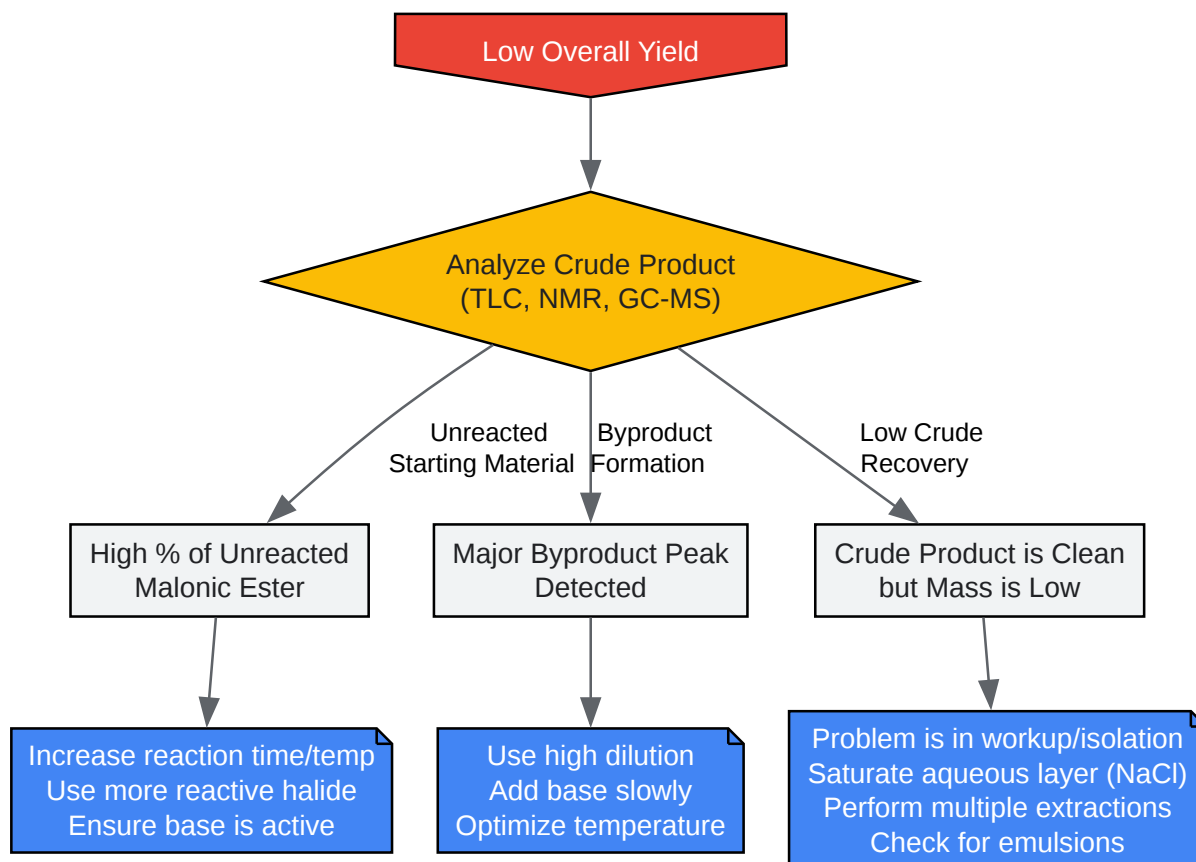 Low Overall Yield
Analyze Crude Product
(TLC, NMR, GC-MS)
Unreacted
Starting Material
Byproduct
Formation
Low Crude
Recovery
High % of Unreacted
Malonic Ester
Major Byproduct Peak
Detected
Crude Product is Clean
but Mass is Low
Increase reaction time/temp
Use more reactive halide
Ensure base is active
Use high dilution
Add base slowly
Optimize temperature
Problem is in workup/isolation
Saturate aqueous layer (NaCl)
Perform multiple extractions
Check for emulsions